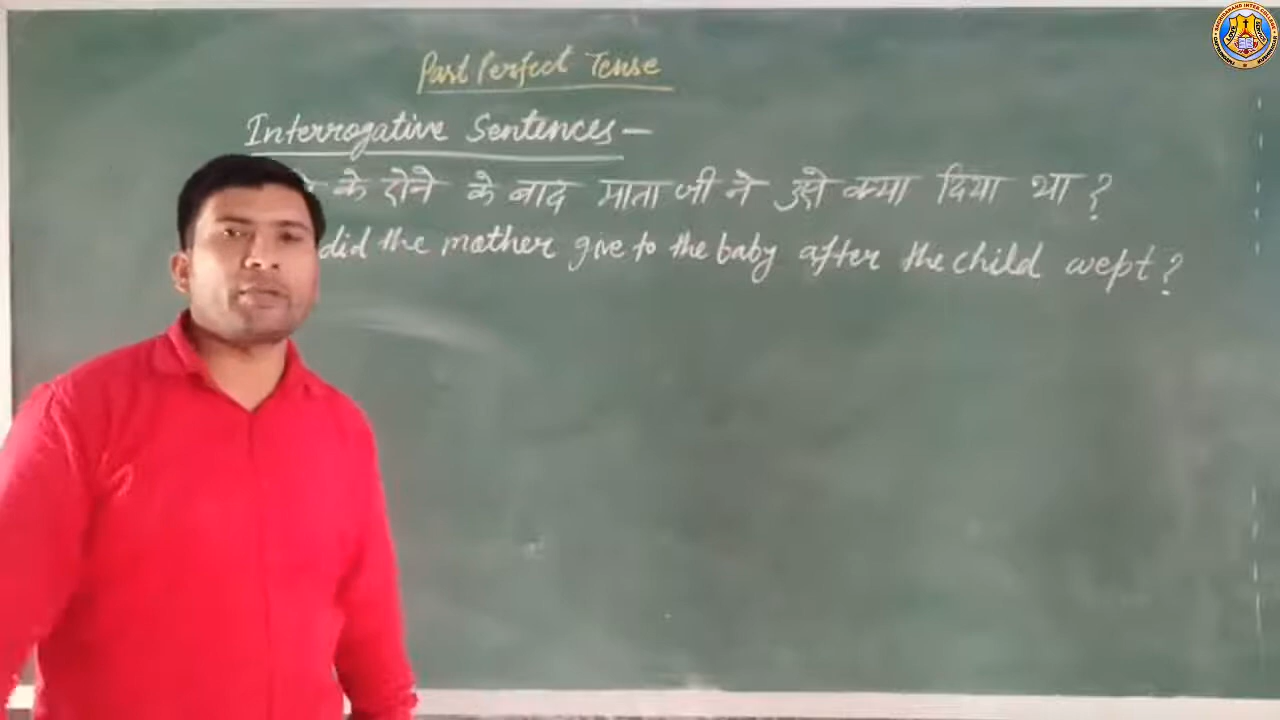 Past Perfect Tense
Interrogative Sentences-
के रोने के बाद माता जी ने उसे क्या दिया था ?
did the mother give to the baby after the child wept ?